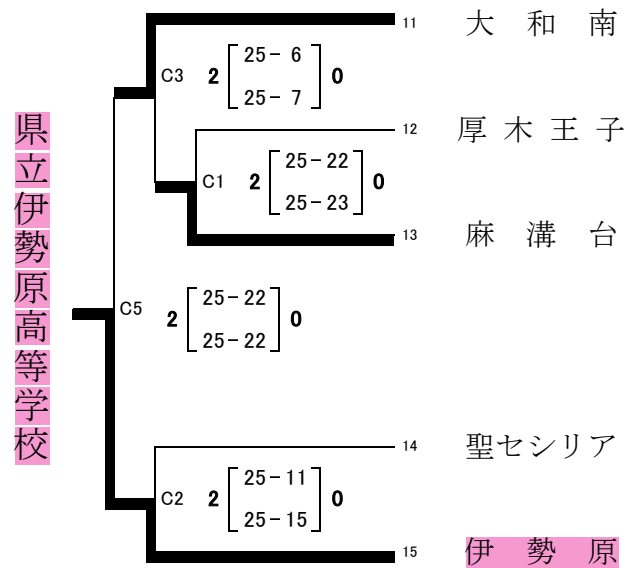 県立伊勢原高等学校
11 大和南
C3 2 25-6 0
25-7
12 厚木王子
C1 2 25-22 0
25-23
13 麻溝台
C5 2 25-22 0
25-22
14 聖セシリア
C2 2 25-11 0
25-15
15 伊勢原